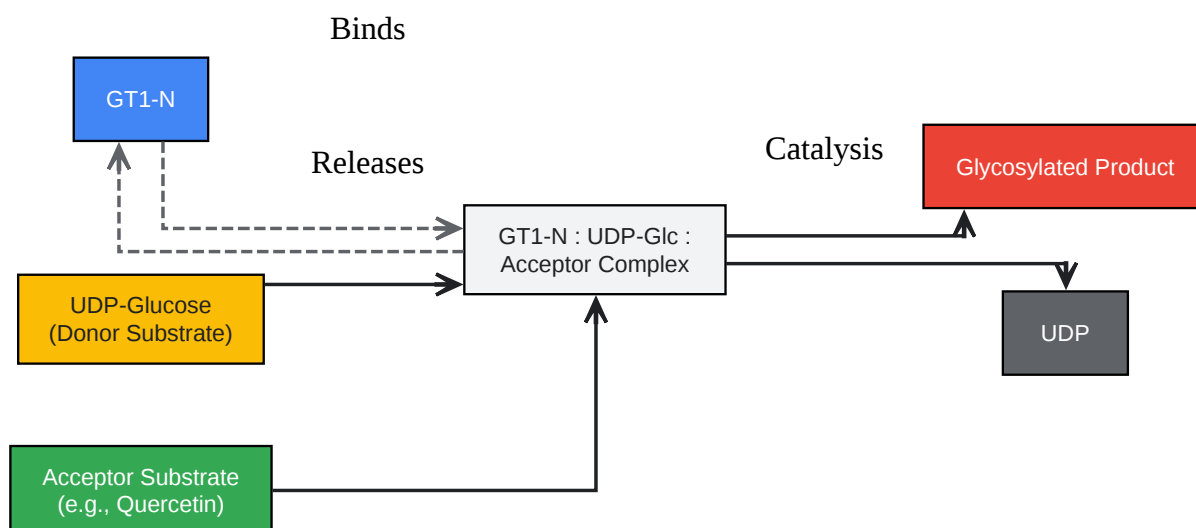 Binds
GT1-N
Releases
Catalysis
Glycosylated Product
GT1-N : UDP-Glc :
Acceptor Complex
UDP-Glucose
(Donor Substrate)
UDP
Acceptor Substrate
(e.g., Quercetin)